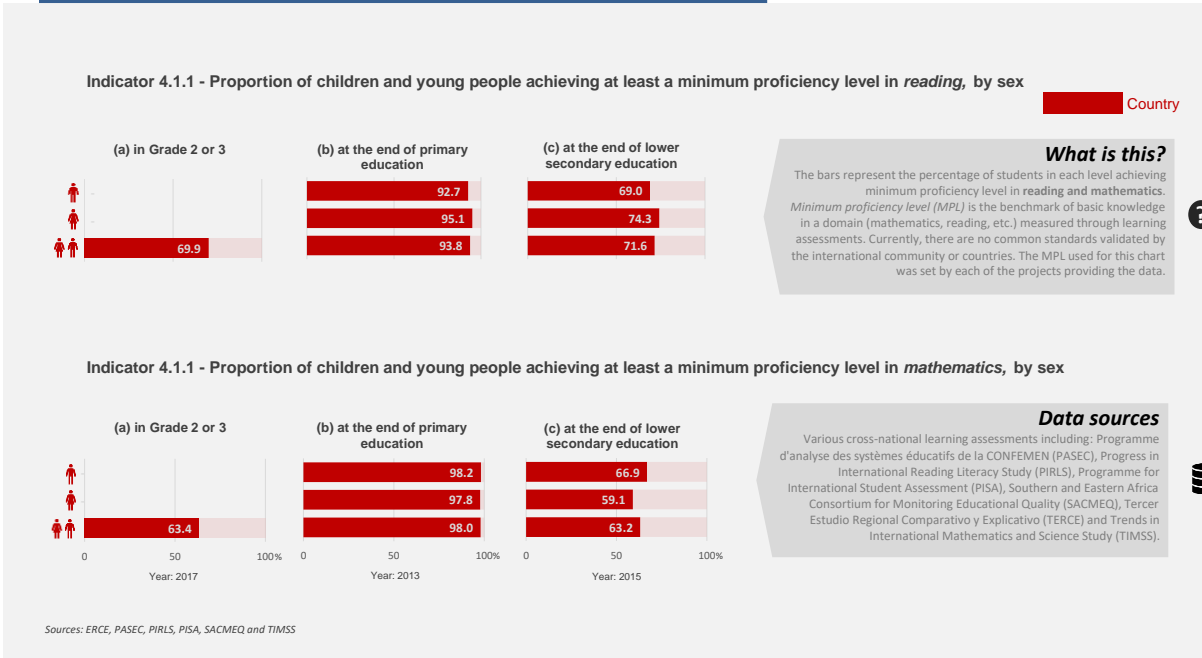 Indicator 4.1.1 - Proportion of children and young people achieving at least a minimum proficiency level in reading, by sex
Country
(a) in Grade 2 or 3
-
-
69.9
(b) at the end of primary
education
92.7
95.1
93.8
(c) at the end of lower
secondary education
69.0
74.3
71.6
What is this?
The bars represent the percentage of students in each level achieving
minimum proficiency level in reading and mathematics.
Minimum proficiency level (MPL) is the benchmark of basic knowledge
in a domain (mathematics, reading, etc.) measured through learning
assessments. Currently, there are no common standards validated by
the international community or countries. The MPL used for this chart
was set by each of the projects providing the data.
?
Indicator 4.1.1 - Proportion of children and young people achieving at least a minimum proficiency level in mathematics, by sex
(a) in Grade 2 or 3
63.4
0 50 100%
Year: 2017
(b) at the end of primary
education
98.2
97.8
98.0
0 50 100%
Year: 2013
(c) at the end of lower
secondary education
66.9
59.1
63.2
0 50 100%
Year: 2015
Data sources
Various cross-national learning assessments including: Programme
d'analyse des systèmes éducatifs de la CONFEMEN (PASEC), Progress in
International Reading Literacy Study (PIRLS), Programme for
International Student Assessment (PISA), Southern and Eastern Africa
Consortium for Monitoring Educational Quality (SACMEQ), Tercer
Estudio Regional Comparativo y Explicativo (TERCE) and Trends in
International Mathematics and Science Study (TIMSS).
Sources: ERCE, PASEC, PIRLS, PISA, SACMEQ and TIMSS